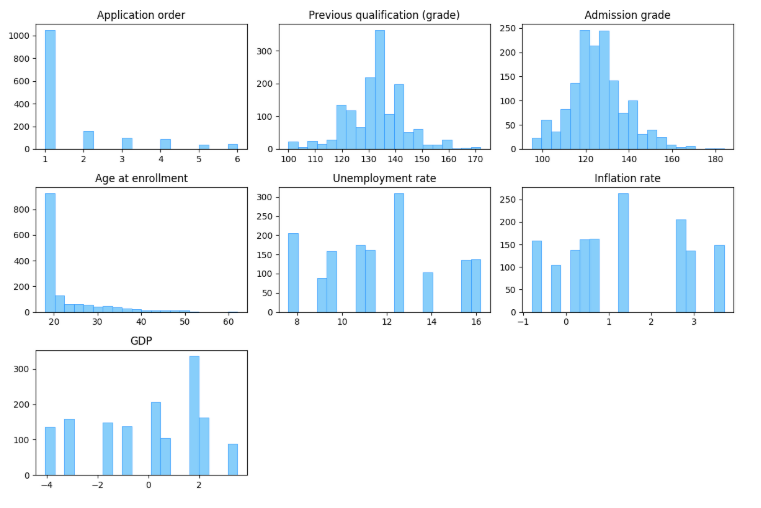 Application order
1000
800
600
400
200
0
1 2 3 4 5 6
Previous qualification (grade)
300
200
100
0
100 110 120 130 140 150 160 170
Admission grade
250
200
150
100
50
0
100 120 140 160 180
Age at enrollment
800
600
400
200
0
20 30 40 50 60
Unemployment rate
300
250
200
150
100
50
0
8 10 12 14 16
Inflation rate
250
200
150
100
50
0
−1 0 1 2 3
GDP
300
200
100
0
−4 −2 0 2